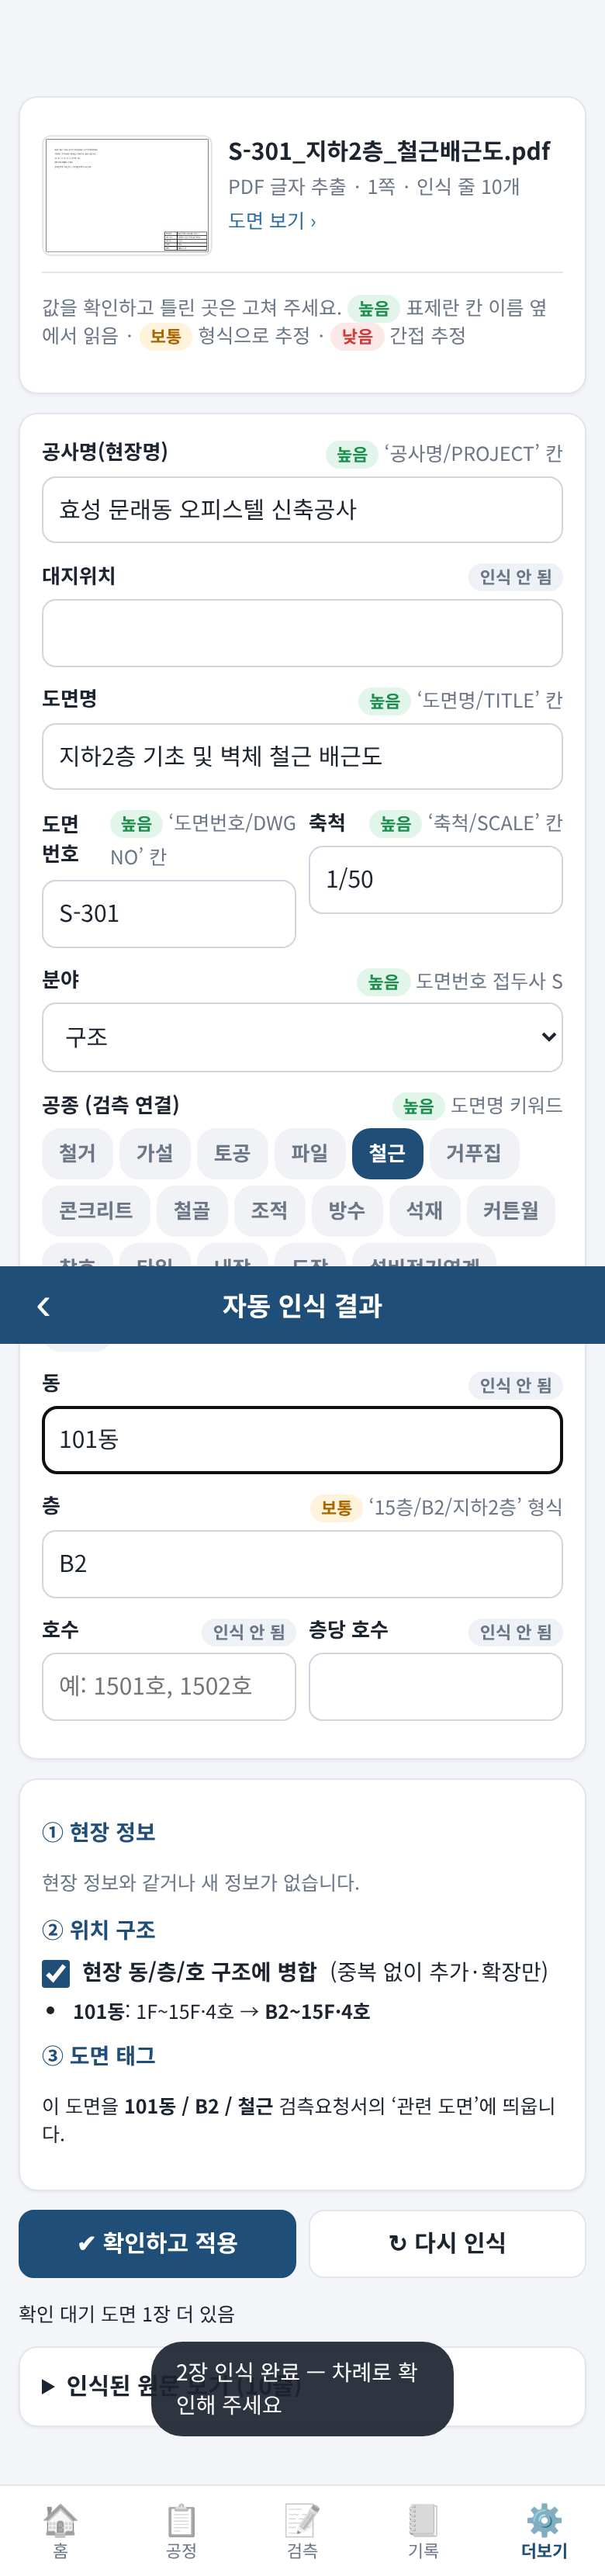 S-301_지하2층_철근배근도.pdf
PDF 글자 추출 · 1쪽 · 인식 줄 10개
도면 보기 ›
값을 확인하고 틀린 곳은 고쳐 주세요. 높음 표제란 칸 이름 옆
에서 읽음 · 보통 형식으로 추정 · 낮음 간접 추정
공사명(현장명) 높음 ‘공사명/PROJECT’ 칸
효성 문래동 오피스텔 신축공사
대지위치 인식 안 됨
도면명 높음 ‘도면명/TITLE’ 칸
지하2층 기초 및 벽체 철근 배근도
도면
번호
높음 ‘도면번호/DWG
NO’ 칸
S-301
축척 높음 ‘축척/SCALE’ 칸
1/50
분야 높음 도면번호 접두사 S
구조
공종 (검측 연결) 높음 도면명 키워드
철거 가설 토공 파일 철근 거푸집
콘크리트 철골 조적 방수 석재 커튼월
창호 타일 내장 도장 설비전기연계
‹ 자동 인식 결과
동 인식 안 됨
101동
층 보통 ‘15층/B2/지하2층’ 형식
B2
호수 인식 안 됨 층당 호수 인식 안 됨
예: 1501호, 1502호
① 현장 정보
현장 정보와 같거나 새 정보가 없습니다.
② 위치 구조
현장 동/층/호 구조에 병합 (중복 없이 추가·확장만)
• 101동: 1F~15F·4호 → B2~15F·4호
③ 도면 태그
이 도면을 101동 / B2 / 철근 검측요청서의 ‘관련 도면’에 띄웁니
다.
✔ 확인하고 적용 ↻ 다시 인식
확인 대기 도면 1장 더 있음
▶ 인식된 원문 보기 (10줄)
2장 인식 완료 — 차례로 확
인해 주세요
홈 공정 검측 기록 더보기